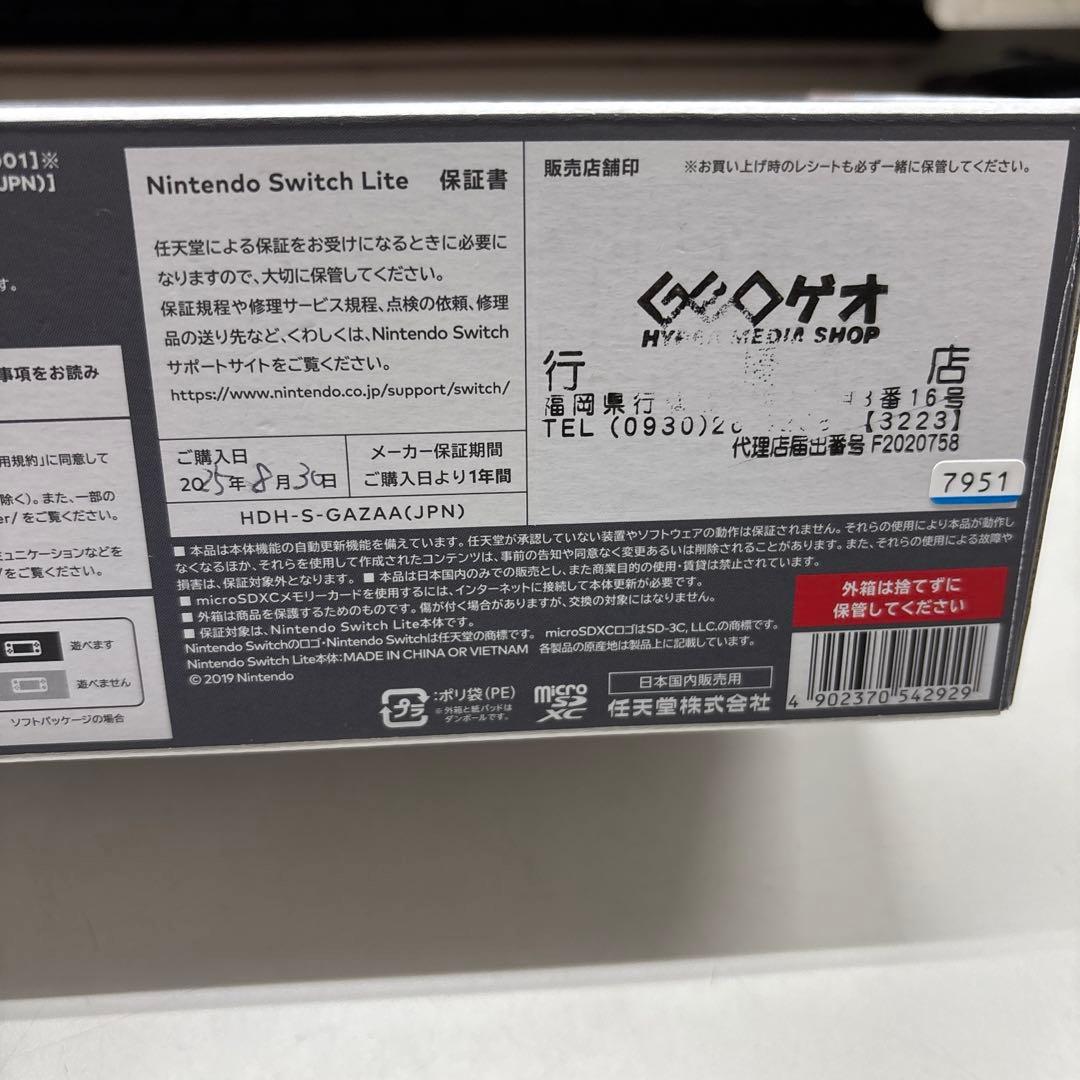 001]※
JPN)]
す。
事項をお読み
用規約」に同意して
除く)。また、一部の
er/ をご覧ください。
ミュニケーションなどを
/をご覧ください。
遊べます
遊べません
ソフトパッケージの場合
Nintendo Switch Lite 保証書
任天堂による保証をお受けになるときに必要に
なりますので、大切に保管してください。
保証規程や修理サービス規程、点検の依頼、修理
品の送り先など、くわしくは、Nintendo Switch
サポートサイトをご覧ください。
https://www.nintendo.co.jp/support/switch/
ご購入日
2025年8月30日
メーカー保証期間
ご購入日より1年間
HDH-S-GAZAA(JPN)
販売店舗印 ※お買い上げ時のレシートも必ず一緒に保管してください。
GEOゲオ
HYPER MEDIA SHOP
行 店
福岡県行 番16号
TEL (0930)2 【3223】
代理店届出番号 F2020758
7951
■ 本品は本体機能の自動更新機能を備えています。任天堂が承認していない装置やソフトウェアの動作は保証されません。それらの使用により本品が動作し
なくなるほか、それらを使用して作成されたコンテンツは、事前の告知や同意なく変更あるいは削除されることがあります。また、それらの使用による故障や
損害は、保証対象外となります。 ■ 本品は日本国内のみでの販売とし、また商業目的の使用・賃貸は禁止されています。
■ microSDXCメモリーカードを使用するには、インターネットに接続して本体更新が必要です。
■ 外箱は商品を保護するためのものです。傷が付く場合がありますが、交換の対象にはなりません。
■ 保証対象は、Nintendo Switch Lite本体です。
Nintendo Switchのロゴ・Nintendo Switchは任天堂の商標です。 microSDXCロゴはSD-3C, LLC.の商標です。
Nintendo Switch Lite本体:MADE IN CHINA OR VIETNAM 各製品の原産地は製品上に記載しています。
© 2019 Nintendo
外箱は捨てずに
保管してください
プラ
:ポリ袋(PE)
※外箱と紙パッドは
ダンボールです。
micro
SD
XC
日本国内販売用
任天堂株式会社
4 902370 542929